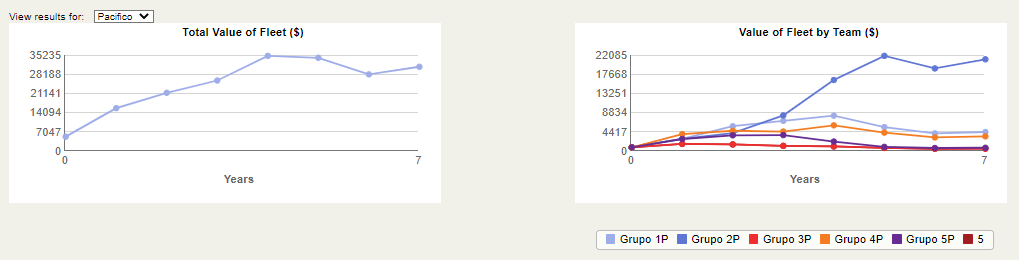 View results for: Pacifico
Total Value of Fleet ($)
35235
28188
21141
14094
7047
0
0 7
Years
Value of Fleet by Team ($)
22085
17668
13251
8834
4417
0
0 7
Years
Grupo 1P Grupo 2P Grupo 3P Grupo 4P Grupo 5P 5